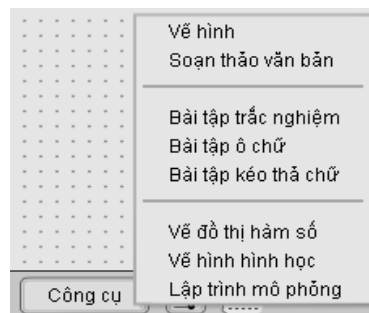 Vẽ hình
Soạn thảo văn bản
Bài tập trắc nghiệm
Bài tập ô chữ
Bài tập kéo thả chữ
Vẽ đồ thị hàm số
Vẽ hình hình học
Lập trình mô phỏng
Công cụ